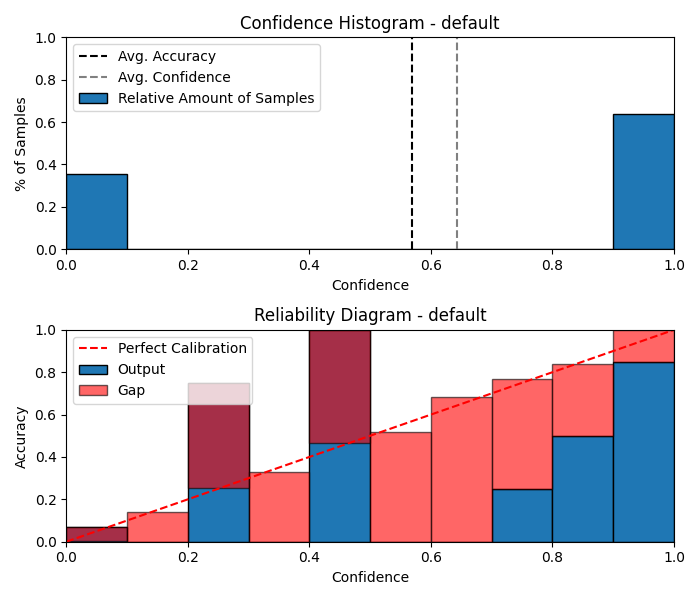 Confidence Histogram - default
1.0
0.8
0.6
0.4
0.2
0.0
% of Samples
Avg. Accuracy
Avg. Confidence
Relative Amount of Samples
0.0 0.2 0.4 0.6 0.8 1.0
Confidence
Reliability Diagram - default
1.0
0.8
0.6
0.4
0.2
0.0
Accuracy
Perfect Calibration
Output
Gap
0.0 0.2 0.4 0.6 0.8 1.0
Confidence